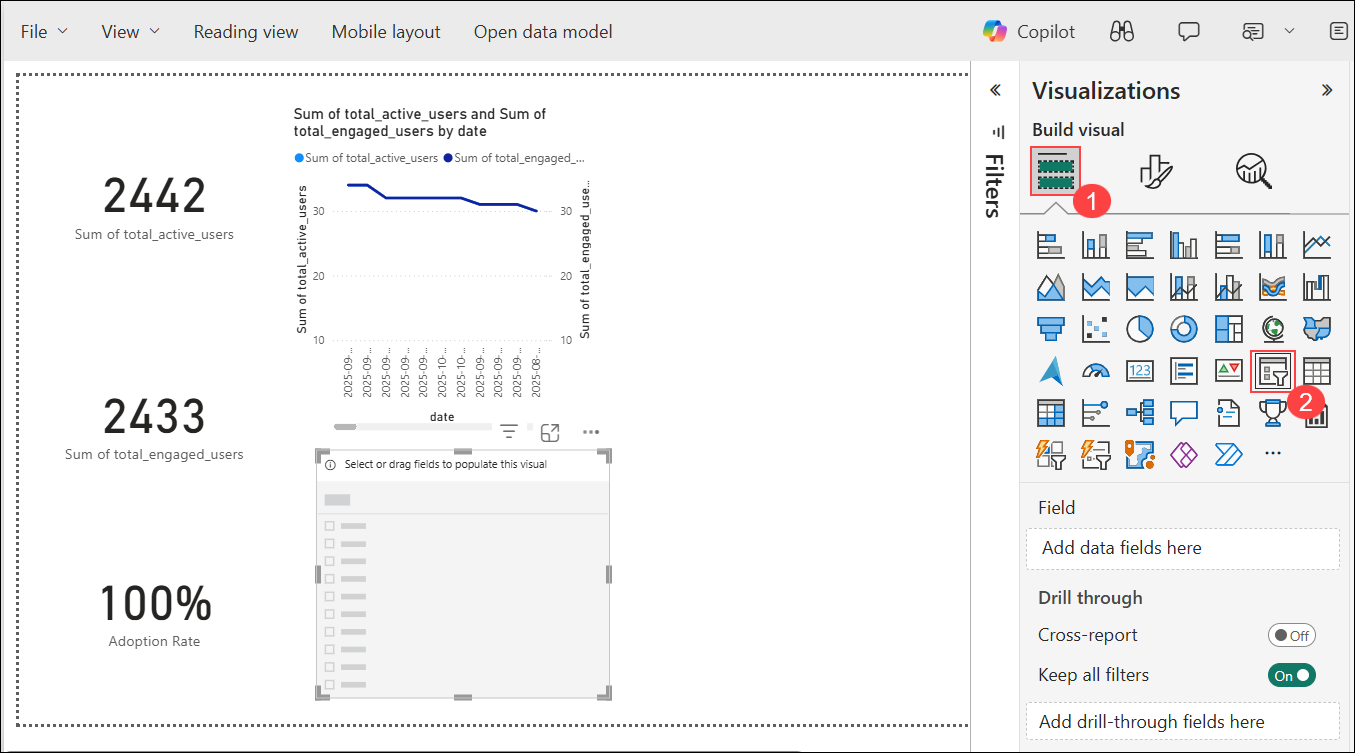 File View Reading view Mobile layout Open data model Copilot
Sum of total_active_users and Sum of
total_engaged_users by date
Sum of total_active_users Sum of total_engaged_...
2442
Sum of total_active_users
2433
Sum of total_engaged_users
100%
Adoption Rate
Sum of total_active_users
30
20
10
30
20
10
Sum of total_engaged_use...
2025-09-...
2025-09-...
2025-09-...
2025-09-...
2025-09-...
2025-10-...
2025-10-...
2025-09-...
2025-09-...
2025-09-...
2025-08-...
date
Select or drag fields to populate this visual
Filters
Visualizations
Build visual
1
123
2
Field
Add data fields here
Drill through
Cross-report
Off
Keep all filters
On
Add drill-through fields here